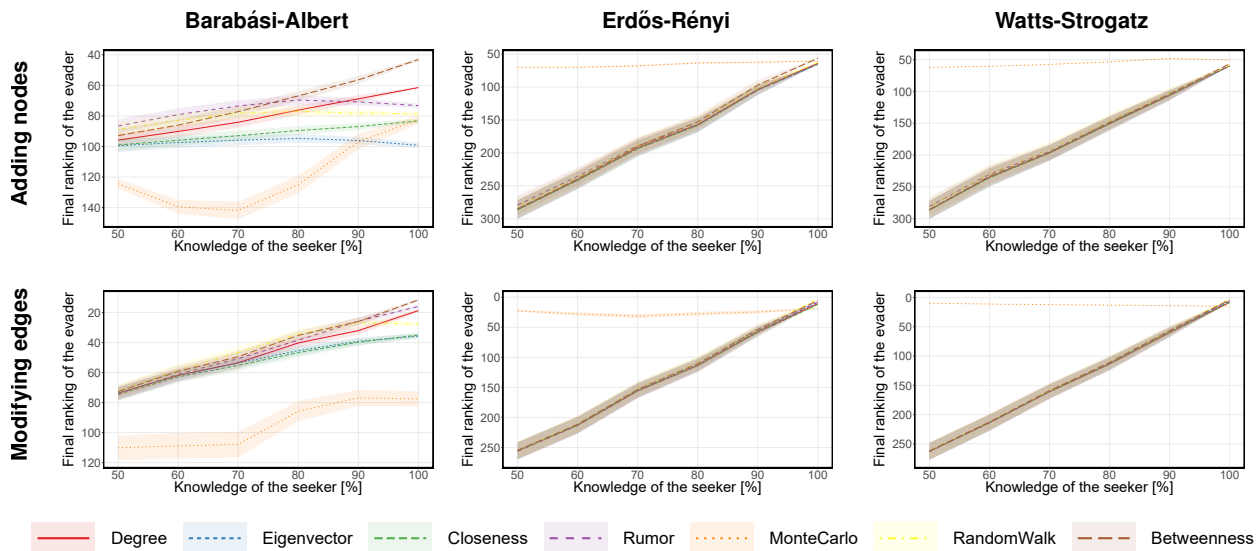 Barabási-Albert
Erdős-Rényi
Watts-Strogatz
Adding nodes
Final ranking of the evader
40
60
80
100
120
140
50 60 70 80 90 100
Knowledge of the seeker [%]
Final ranking of the evader
50
100
150
200
250
300
50 60 70 80 90 100
Knowledge of the seeker [%]
Final ranking of the evader
50
100
150
200
250
300
50 60 70 80 90 100
Knowledge of the seeker [%]
Modifying edges
Final ranking of the evader
20
40
60
80
100
120
50 60 70 80 90 100
Knowledge of the seeker [%]
Final ranking of the evader
0
50
100
150
200
250
50 60 70 80 90 100
Knowledge of the seeker [%]
Final ranking of the evader
0
50
100
150
200
250
50 60 70 80 90 100
Knowledge of the seeker [%]
Degree Eigenvector Closeness Rumor MonteCarlo RandomWalk Betweenness